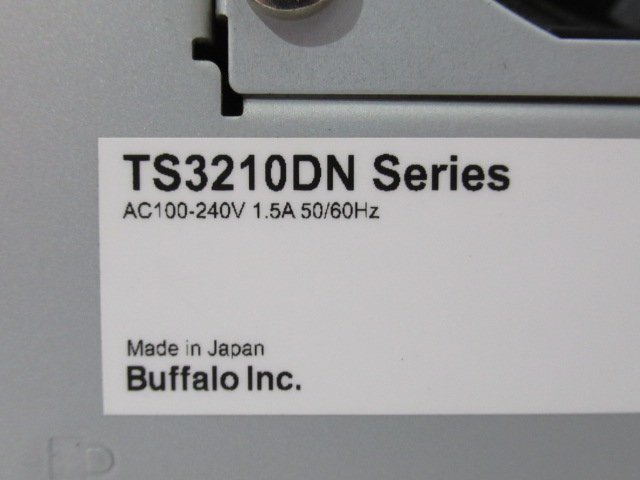 TS3210DN Series
AC100-240V 1.5A 50/60Hz
Made in Japan
Buffalo Inc.